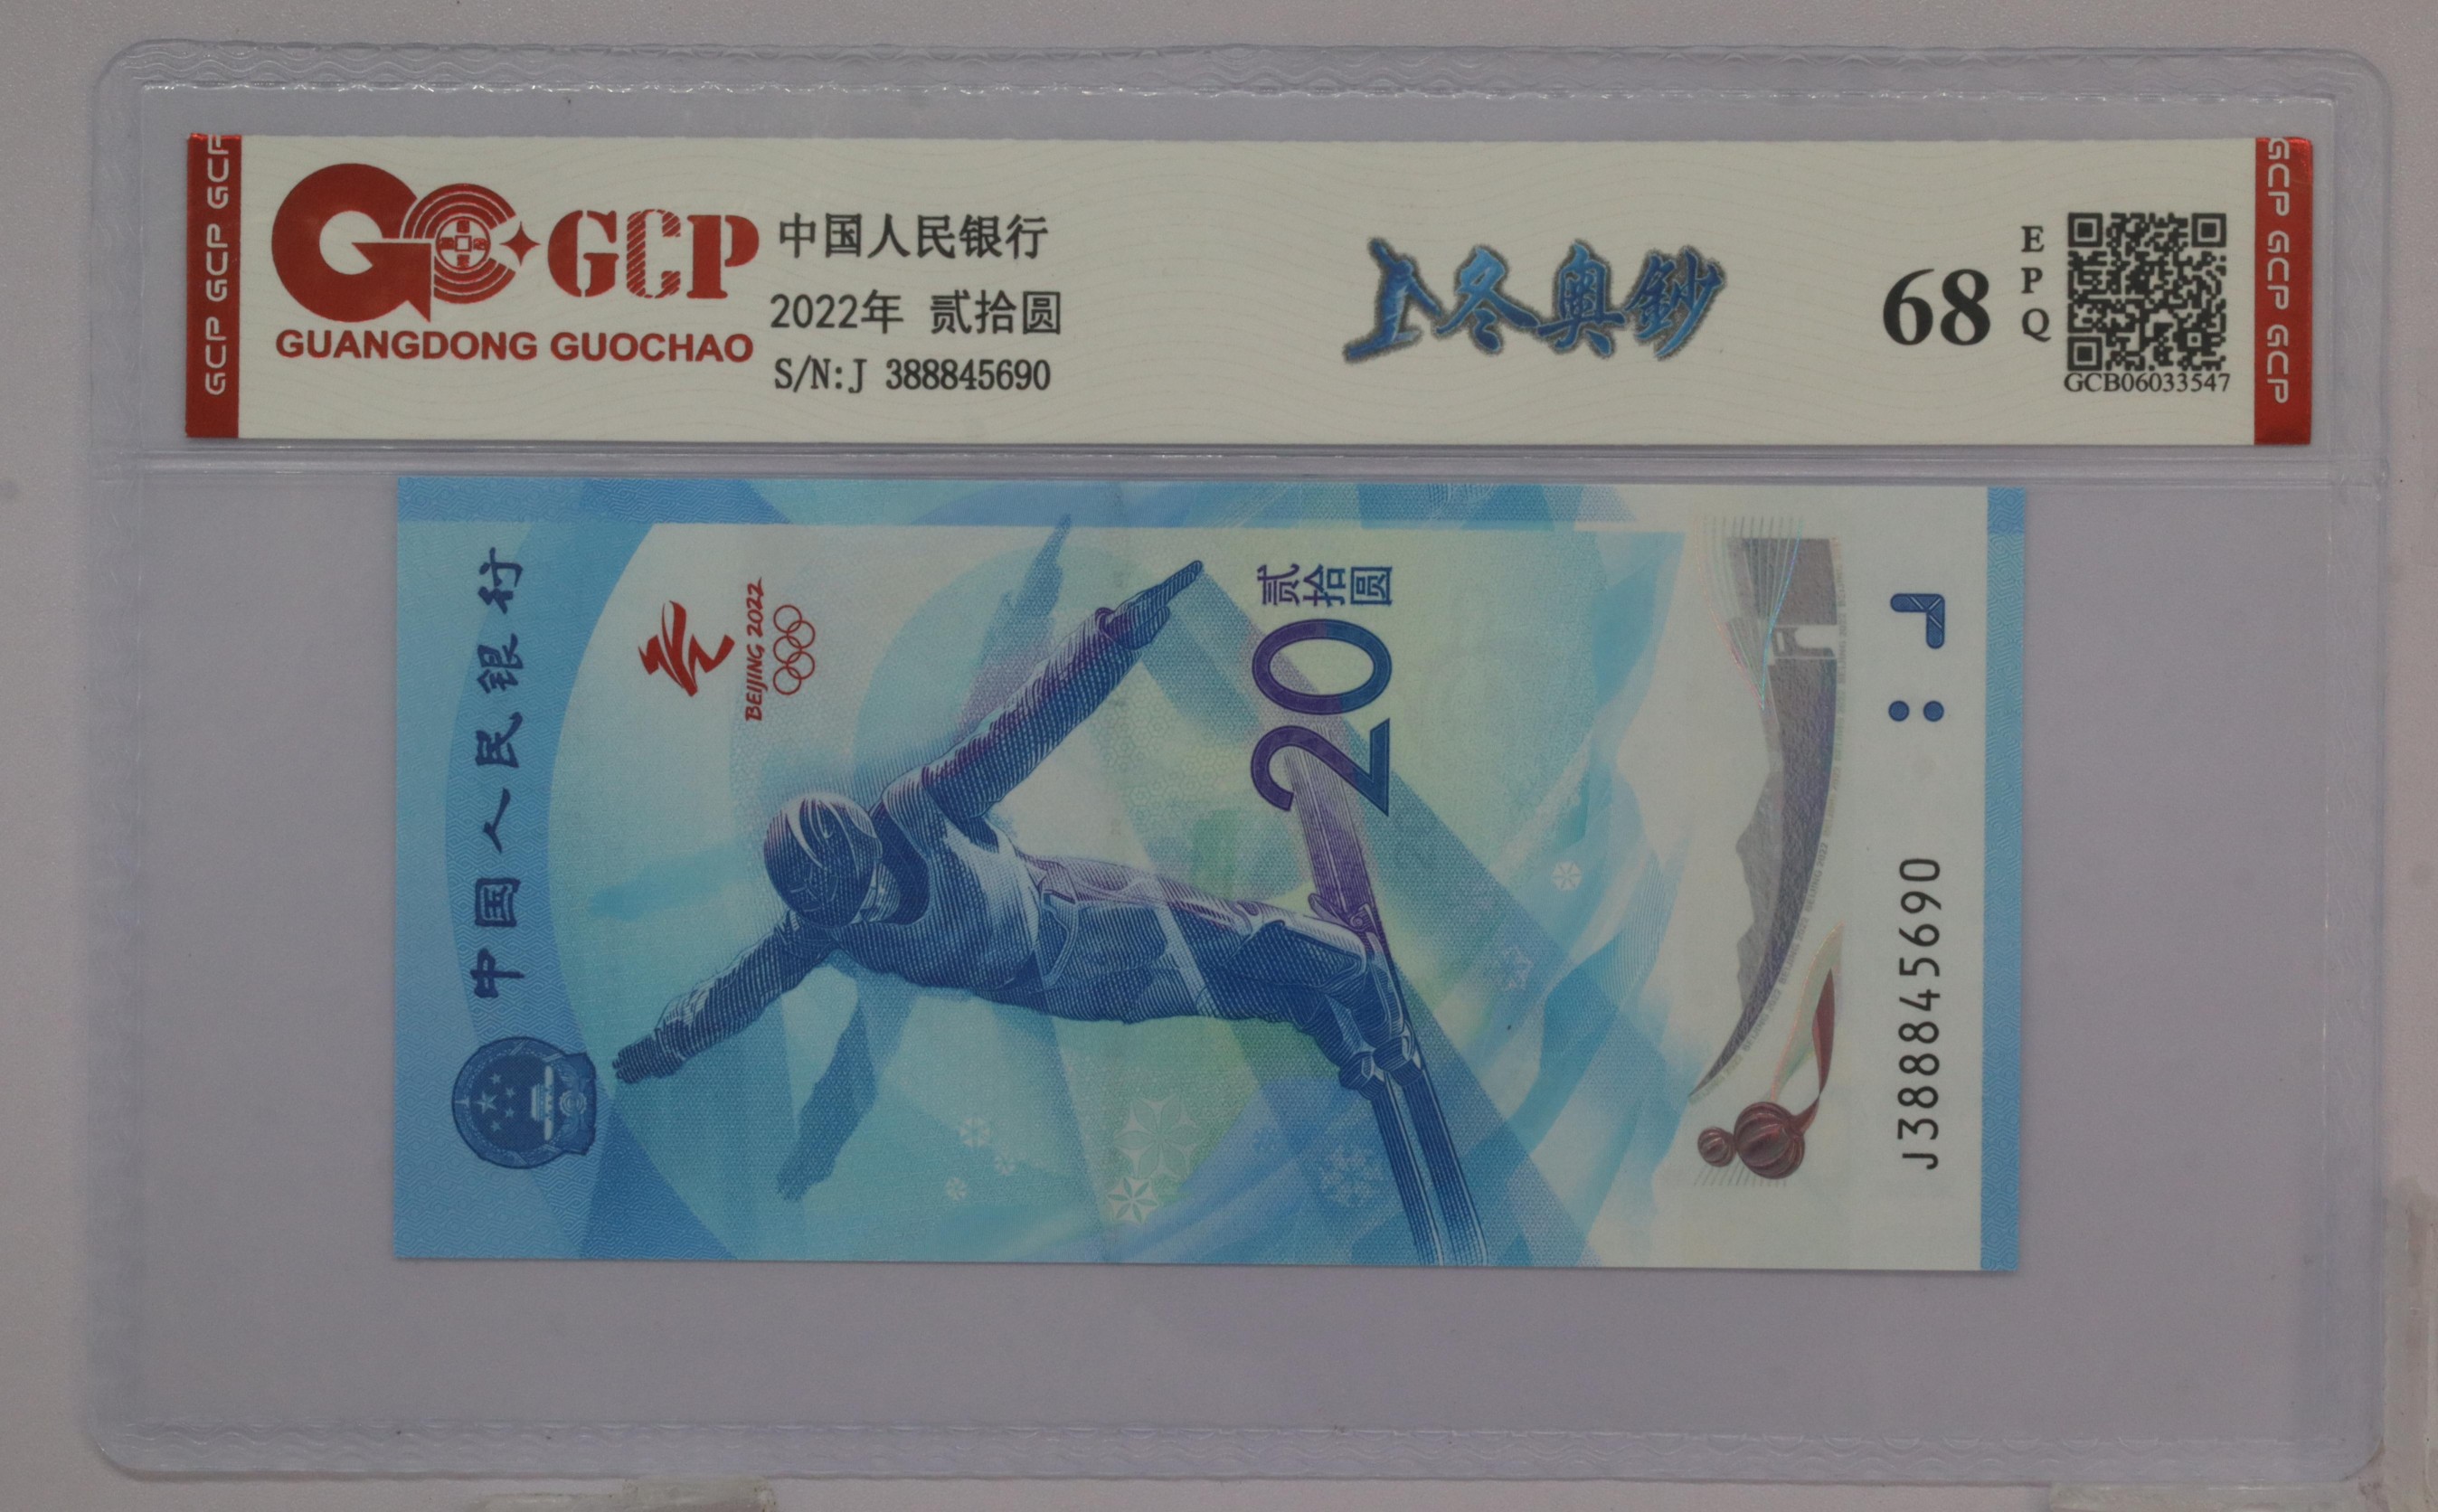 GCP GCP GCP
GCP
GUANGDONG GUOCHAO
中国人民银行
2022年 贰拾圆
S/N:J 388845690
冬奥鈔
68
EPQ
GCB06033547
GCP GCP GCP
中国人民银行
BEIJING 2022
贰拾圆
20
J388845690